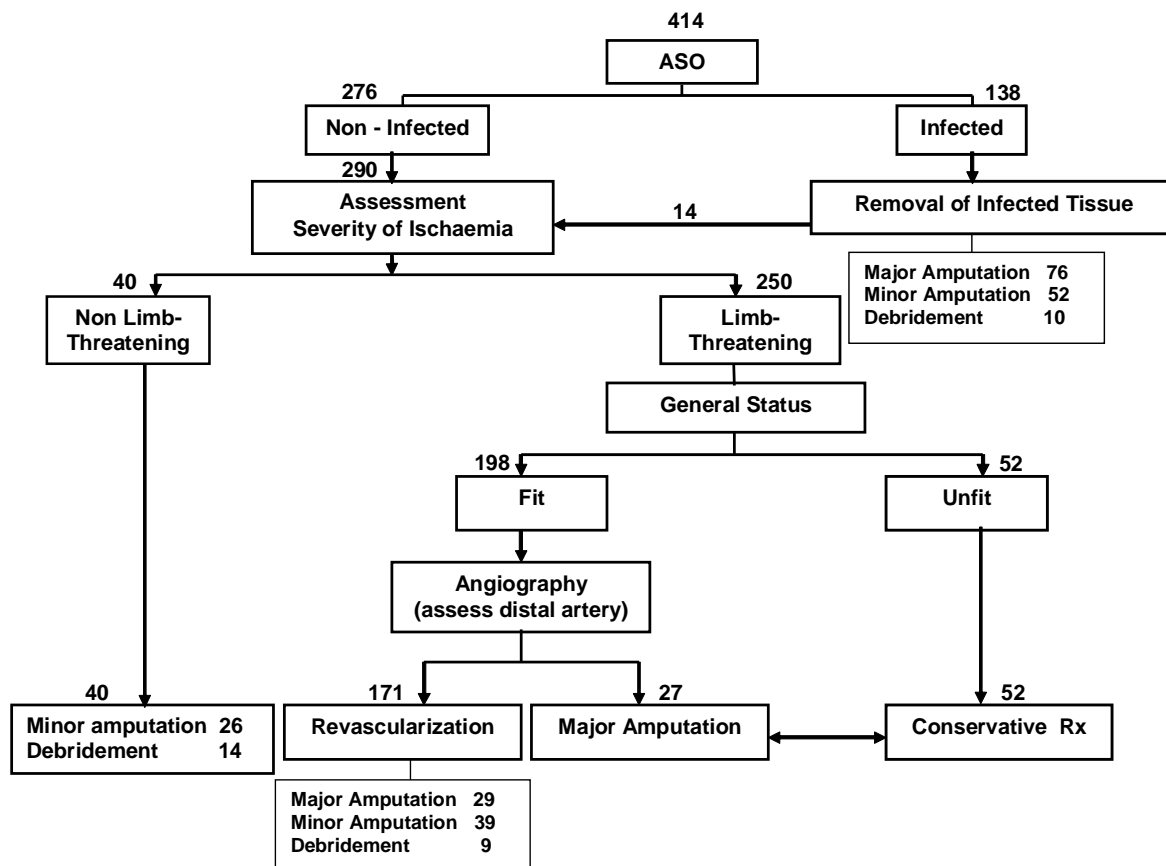 414
ASO
276
138
Non - Infected
Infected
290
Assessment
Severity of Ischaemia
14
Removal of Infected Tissue
Major Amputation 76
Minor Amputation 52
Debridement 10
40
250
Non Limb-
Threatening
Limb-
Threatening
General Status
198
52
Fit
Unfit
Angiography
(assess distal artery)
40
171
27
52
Minor amputation 26
Debridement 14
Revascularization
Major Amputation
Conservative Rx
Major Amputation 29
Minor Amputation 39
Debridement 9